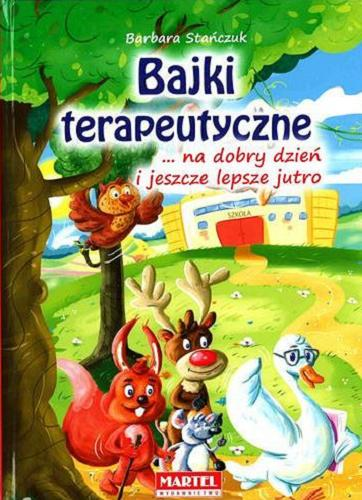 Barbara Stańczuk
Bajki
terapeutyczne
... na dobry dzień
i jeszcze lepsze jutro
SZKOŁA
MARTEL
WYDAWNICTWO